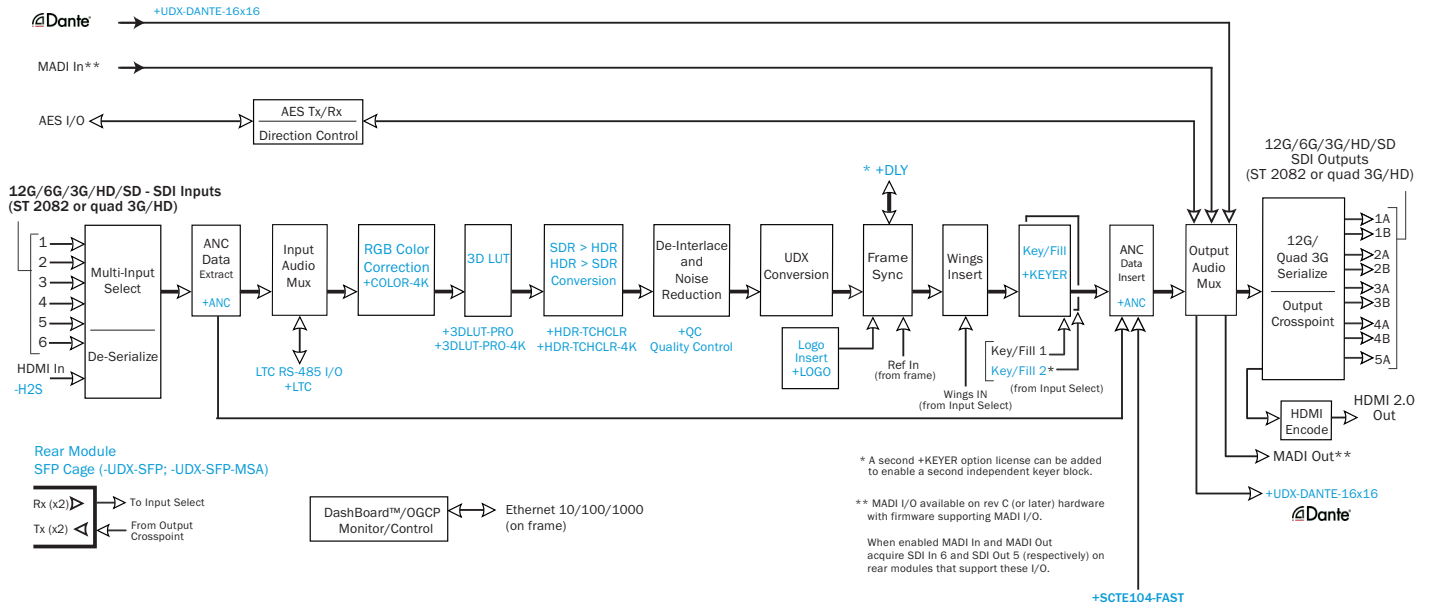 Dante
+UDX-DANTE-16x16
MADI In**
AES I/O
AES Tx/Rx
Direction Control
12G/6G/3G/HD/SD
SDI Outputs
(ST 2082 or quad 3G/HD)
* +DLY
12G/6G/3G/HD/SD - SDI Inputs
(ST 2082 or quad 3G/HD)
1
2
3
4
5
6
HDMI In
-H2S
Multi-Input
Select
De-Serialize
ANC
Data
Extract
+ANC
Input
Audio
Mux
LTC RS-485 I/O
+LTC
RGB Color
Correction
+COLOR-4K
3D LUT
+3DLUT-PRO
+3DLUT-PRO-4K
SDR > HDR
HDR > SDR
Conversion
+HDR-TCHCLR
+HDR-TCHCLR-4K
De-Interlace
and
Noise
Reduction
+QC
Quality Control
UDX
Conversion
Logo
Insert
+LOGO
Frame
Sync
Ref In
(from frame)
Wings
Insert
Wings IN
(from Input Select)
Key/Fill
+KEYER
Key/Fill 1
Key/Fill 2*
(from Input Select)
ANC
Data
Insert
+ANC
Output
Audio
Mux
12G/
Quad 3G
Serialize
Output
Crosspoint
1A
1B
2A
2B
3A
3B
4A
4B
5A
HDMI
Encode
HDMI 2.0
Out
MADI Out**
+UDX-DANTE-16x16
Dante
Rear Module
SFP Cage (-UDX-SFP; -UDX-SFP-MSA)
Rx (x2)
To Input Select
Tx (x2)
From Output
Crosspoint
DashBoard™/OGCP
Monitor/Control
Ethernet 10/100/1000
(on frame)
* A second +KEYER option license can be added
to enable a second independent keyer block.
** MADI I/O available on rev C (or later) hardware
with firmware supporting MADI I/O.
When enabled MADI In and MADI Out
acquire SDI In 6 and SDI Out 5 (respectively) on
rear modules that support these I/O.
+SCTE104-FAST